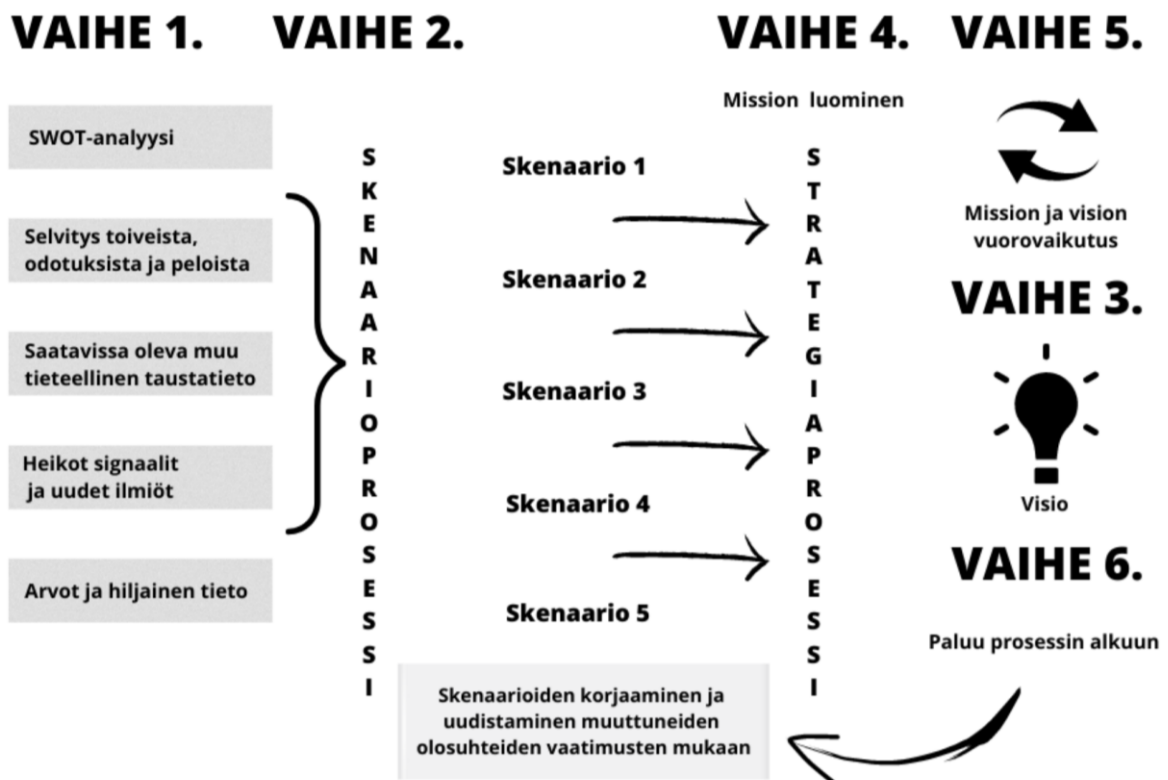 VAIHE 1.
SWOT-analyysi
Selvitys toiveista,
odotuksista ja peloista
Saatavissa oleva muu
tieteellinen taustatieto
Heikot signaalit
ja uudet ilmiöt
Arvot ja hiljainen tieto
VAIHE 2.
SKENAARIOPROSESSI
Skenaario 1
Skenaario 2
Skenaario 3
Skenaario 4
Skenaario 5
Skenaarioiden korjaaminen ja
uudistaminen muuttuneiden
olosuhteiden vaatimusten mukaan
VAIHE 4.
Mission luominen
STRATEGIAPROSESSI
VAIHE 5.
Mission ja vision
vuorovaikutus
VAIHE 3.
Visio
VAIHE 6.
Paluu prosessin alkuun